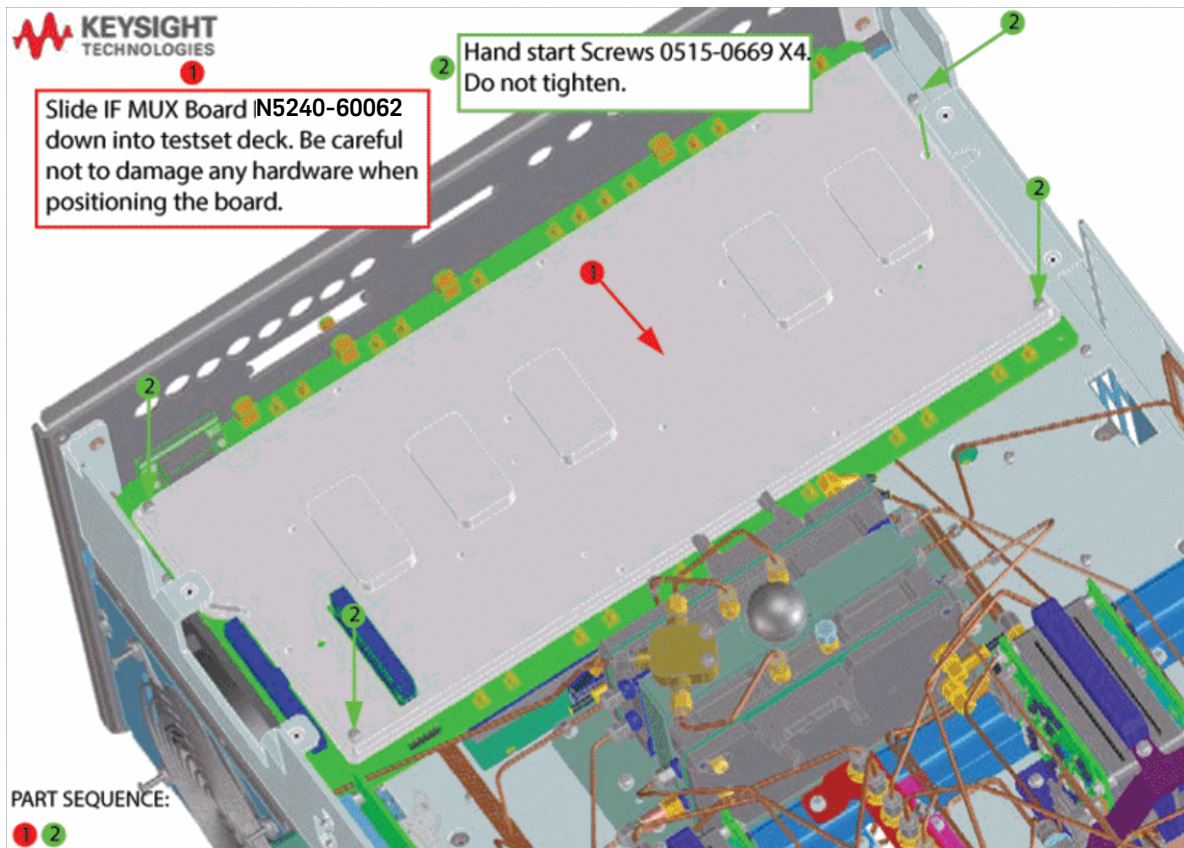 KEYSIGHT
TECHNOLOGIES
1
Slide IF MUX Board N5240-60062
down into testset deck. Be careful
not to damage any hardware when
positioning the board.
2
Hand start Screws 0515-0669 X4.
Do not tighten.
2
2
1
2
2
PART SEQUENCE:
1 2